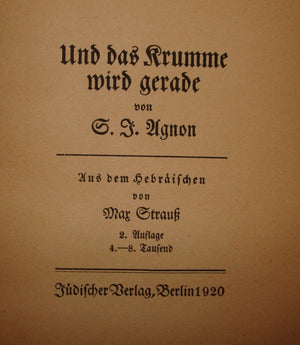 Und das Krumme
wird gerade
von
S. J. Agnon
Aus dem Hebräischen
von
Max Strauß
2. Auflage
4.—8. Tausend
Jüdischer Verlag, Berlin 1920